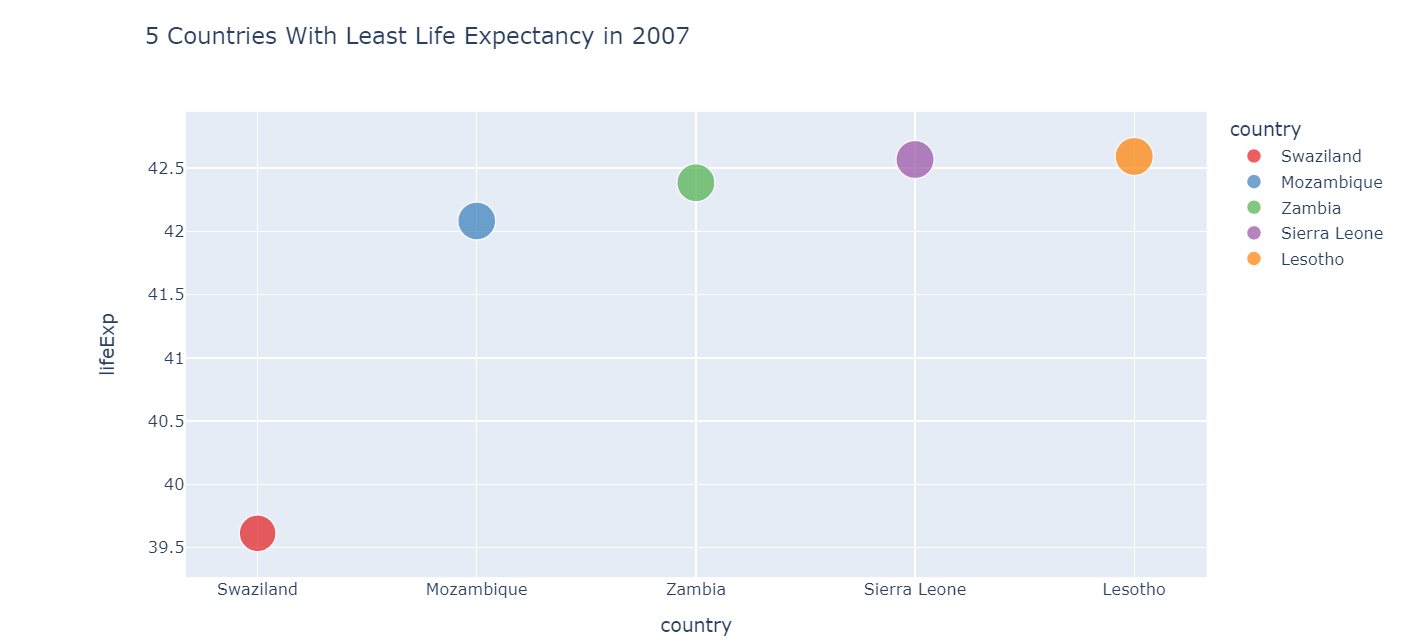 5 Countries With Least Life Expectancy in 2007
lifeExp
42.5
42
41.5
41
40.5
40
39.5
Swaziland
Mozambique
Zambia
Sierra Leone
Lesotho
country
country
Swaziland
Mozambique
Zambia
Sierra Leone
Lesotho